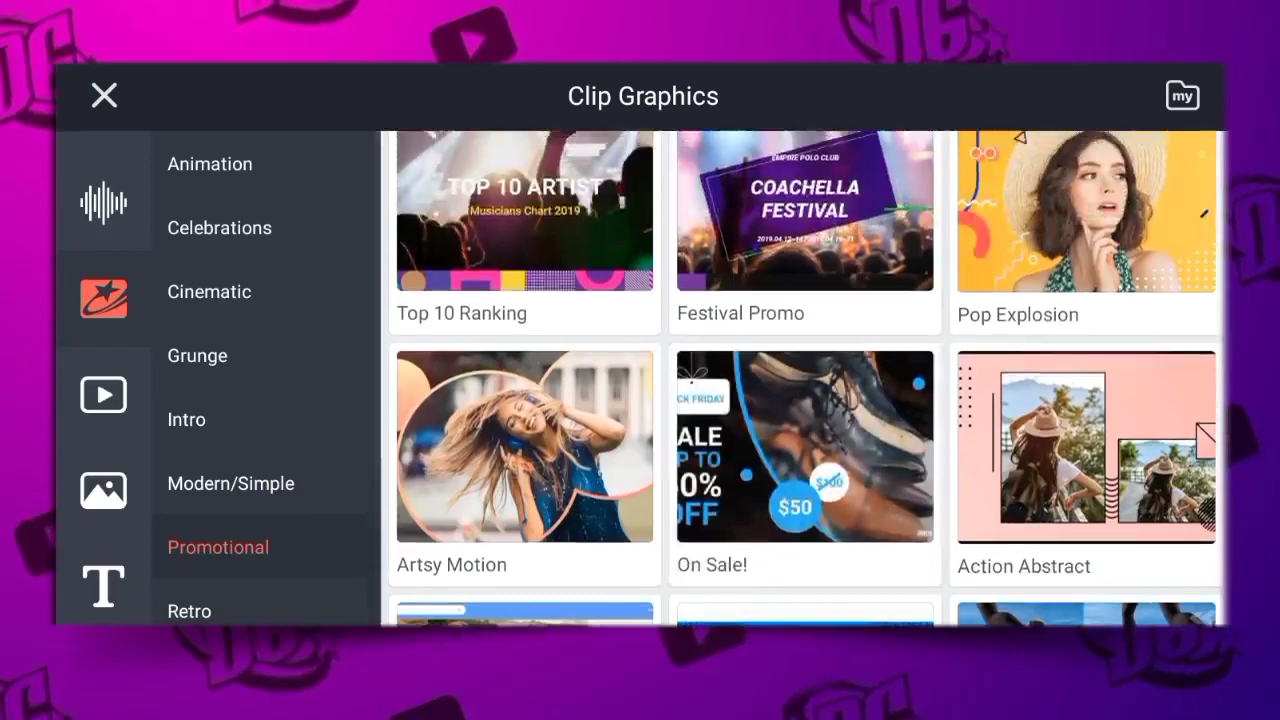 Clip Graphics
my
Animation
Celebrations
Cinematic
Grunge
Intro
Modern/Simple
Promotional
Retro
T
TOP 10 ARTIST
Musicians Chart 2019
Top 10 Ranking
EMPIRE POLO CLUB
COACHELLA
FESTIVAL
Festival Promo
Pop Explosion
Artsy Motion
CK FRIDAY
ALE
P TO
0%
OFF
$100
$50
On Sale!
Action Abstract